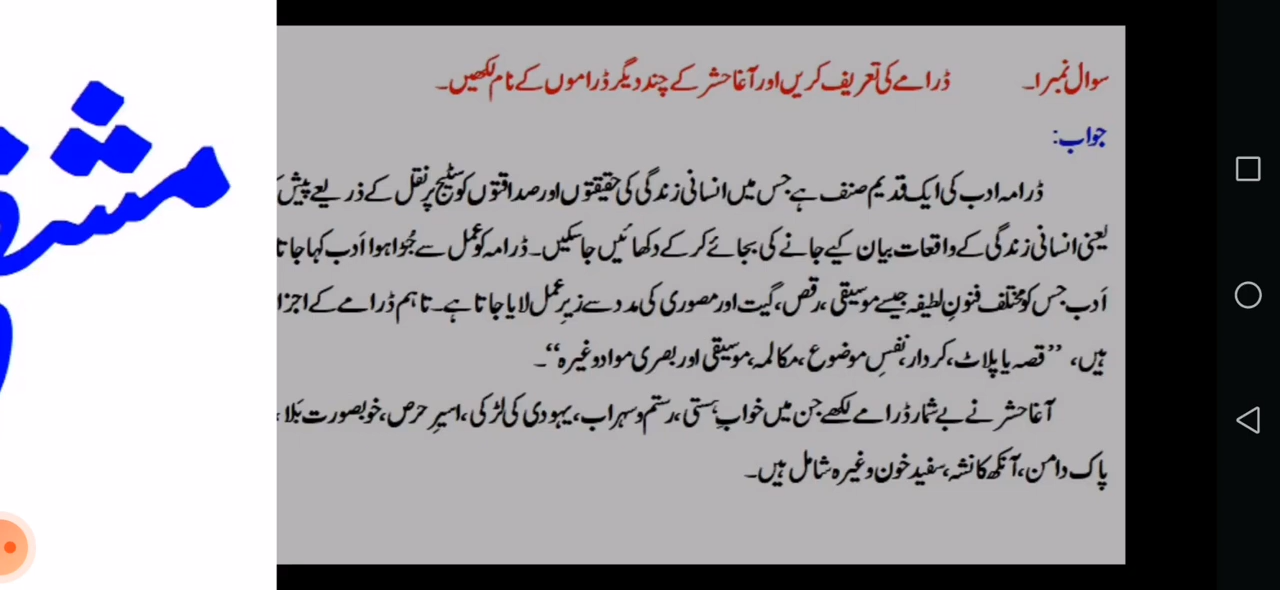 سوال نمبر ۱۔ ڈرامے کی تعریف کریں اور آغا حشر کے چند دیگر ڈراموں کے نام لکھیں۔
جواب:
ڈرامہ ادب کی ایک قدیم صنف ہے جس میں انسانی زندگی کی حقیقتوں اور صداقتوں کو سٹیج پر نقل کے ذریعے پیش
یعنی انسانی زندگی کے واقعات بیان کیے جانے کی بجائے کر کے دکھائیں جاسکیں۔ ڈرامہ کو عمل سے جُڑا ہوا اَدب کہا جاتا
اَدب جس کو مختلف فنونِ لطیفہ جیسے موسیقی، رقص، گیت اور مصوری کی مدد سے زیرِ عمل لایا جاتا ہے۔ تاہم ڈرامے کے اجزا
ہیں، ”قصہ یا پلاٹ، کردار، نفسِ موضوع، مکالمہ، موسیقی اور بصری مواد وغیرہ“۔
آغا حشر نے بے شمار ڈرامے لکھے جن میں خوابِ ہستی، رستم و سہراب، یہودی کی لڑکی، اسیرِ حرص، خوبصورت بَلا،
پاک دامن، آنکھ کا نشہ، سفید خون وغیرہ شامل ہیں۔